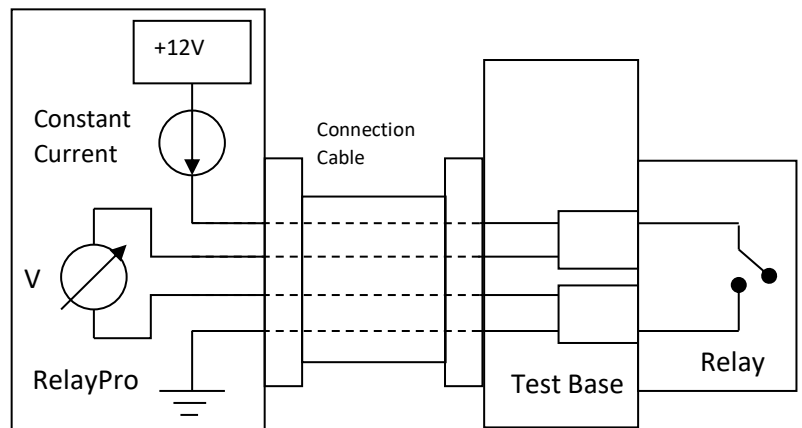 +12V
Constant
Current
Connection
Cable
V
RelayPro
Test Base
Relay